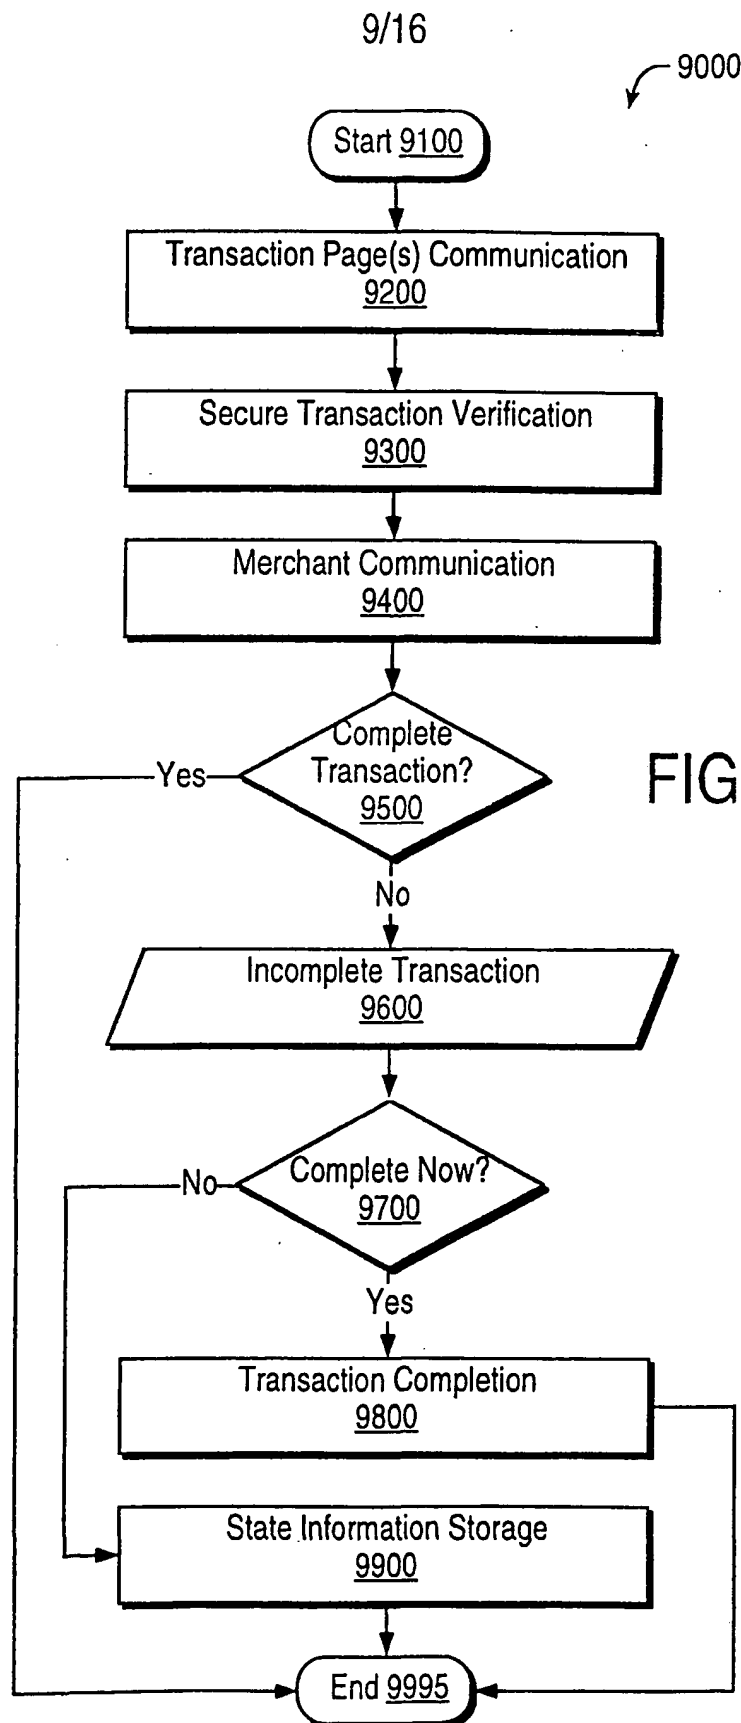 9/16
9000
Start 9100
Transaction Page(s) Communication
9200
Secure Transaction Verification
9300
Merchant Communication
9400
Complete
Transaction?
9500
Yes
FIG
No
Incomplete Transaction
9600
Complete Now?
9700
No
Yes
Transaction Completion
9800
State Information Storage
9900
End 9995